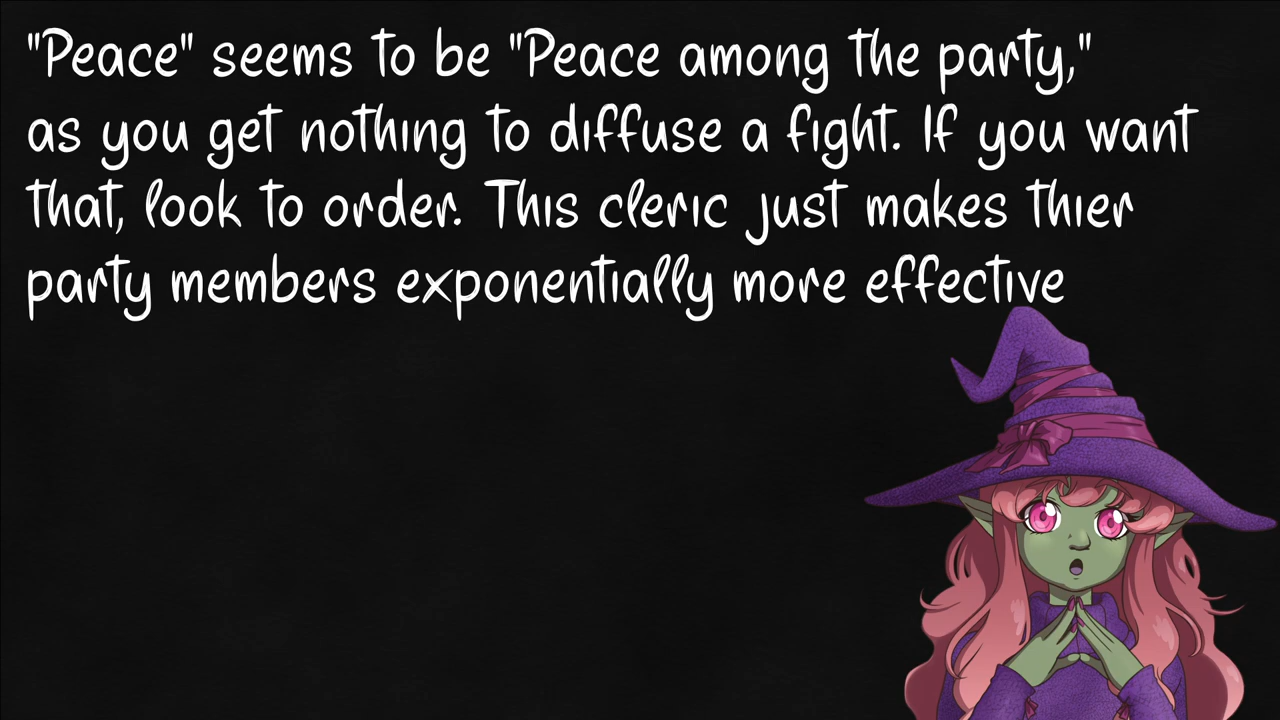 "Peace" seems to be "Peace among the party,"
as you get nothing to diffuse a fight. If you want
that, look to order. This cleric just makes thier
party members exponentially more effective